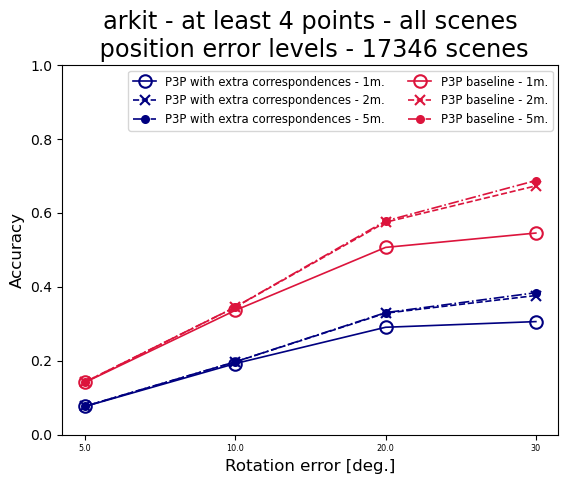 arkit - at least 4 points - all scenes
position error levels - 17346 scenes
P3P with extra correspondences - 1m.
P3P with extra correspondences - 2m.
P3P with extra correspondences - 5m.
P3P baseline - 1m.
P3P baseline - 2m.
P3P baseline - 5m.
Accuracy
1.0
0.8
0.6
0.4
0.2
0.0
5.0 10.0 20.0 30
Rotation error [deg.]